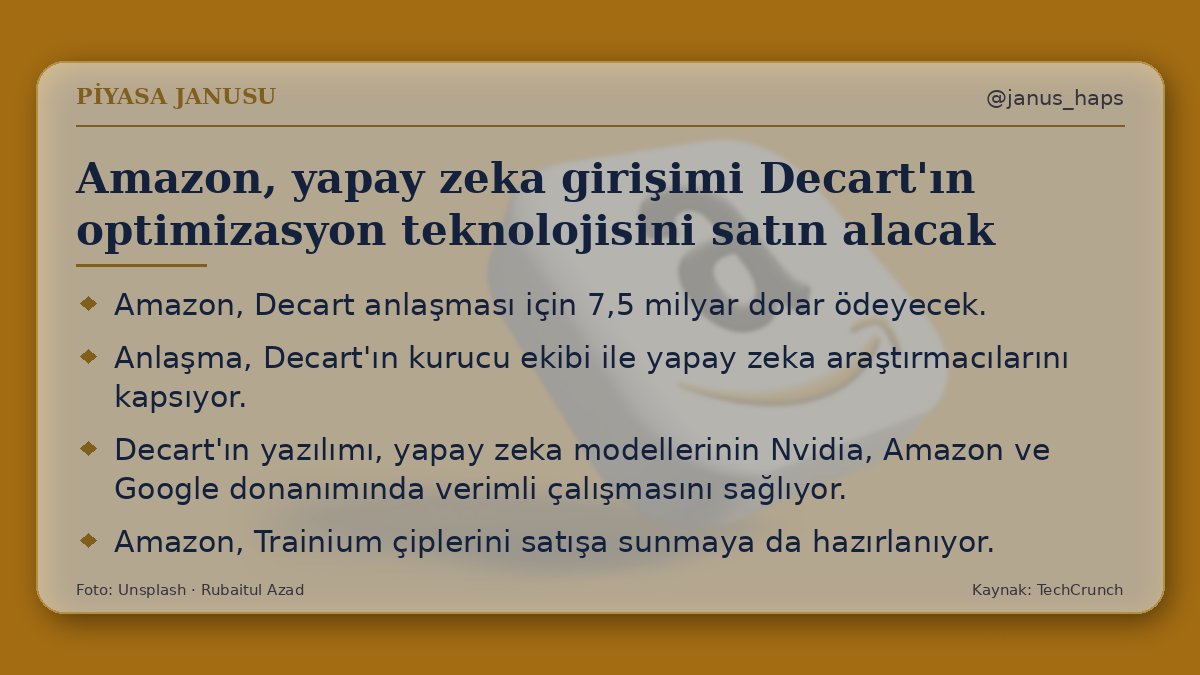 PİYASA JANUSU
@janus_haps
Amazon, yapay zeka girişimi Decart'ın
optimizasyon teknolojisini satın alacak
Amazon, Decart anlaşması için 7,5 milyar dolar ödeyecek.
Anlaşma, Decart'ın kurucu ekibi ile yapay zeka araştırmacılarını
kapsıyor.
Decart'ın yazılımı, yapay zeka modellerinin Nvidia, Amazon ve
Google donanımında verimli çalışmasını sağlıyor.
Amazon, Trainium çiplerini satışa sunmaya da hazırlanıyor.
Foto: Unsplash · Rubaitul Azad
Kaynak: TechCrunch